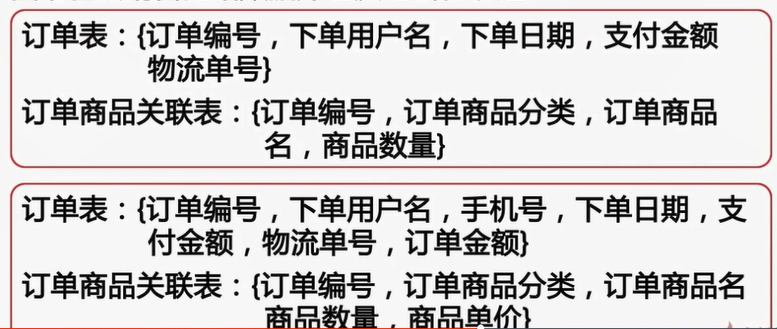 订单表：{订单编号，下单用户名，下单日期，支付金额
物流单号}
订单商品关联表：{订单编号，订单商品分类，订单商品
名，商品数量}
订单表：{订单编号，下单用户名，手机号，下单日期，支
付金额，物流单号，订单金额}
订单商品关联表：{订单编号，订单商品分类，订单商品名
商品数量，商品单价}